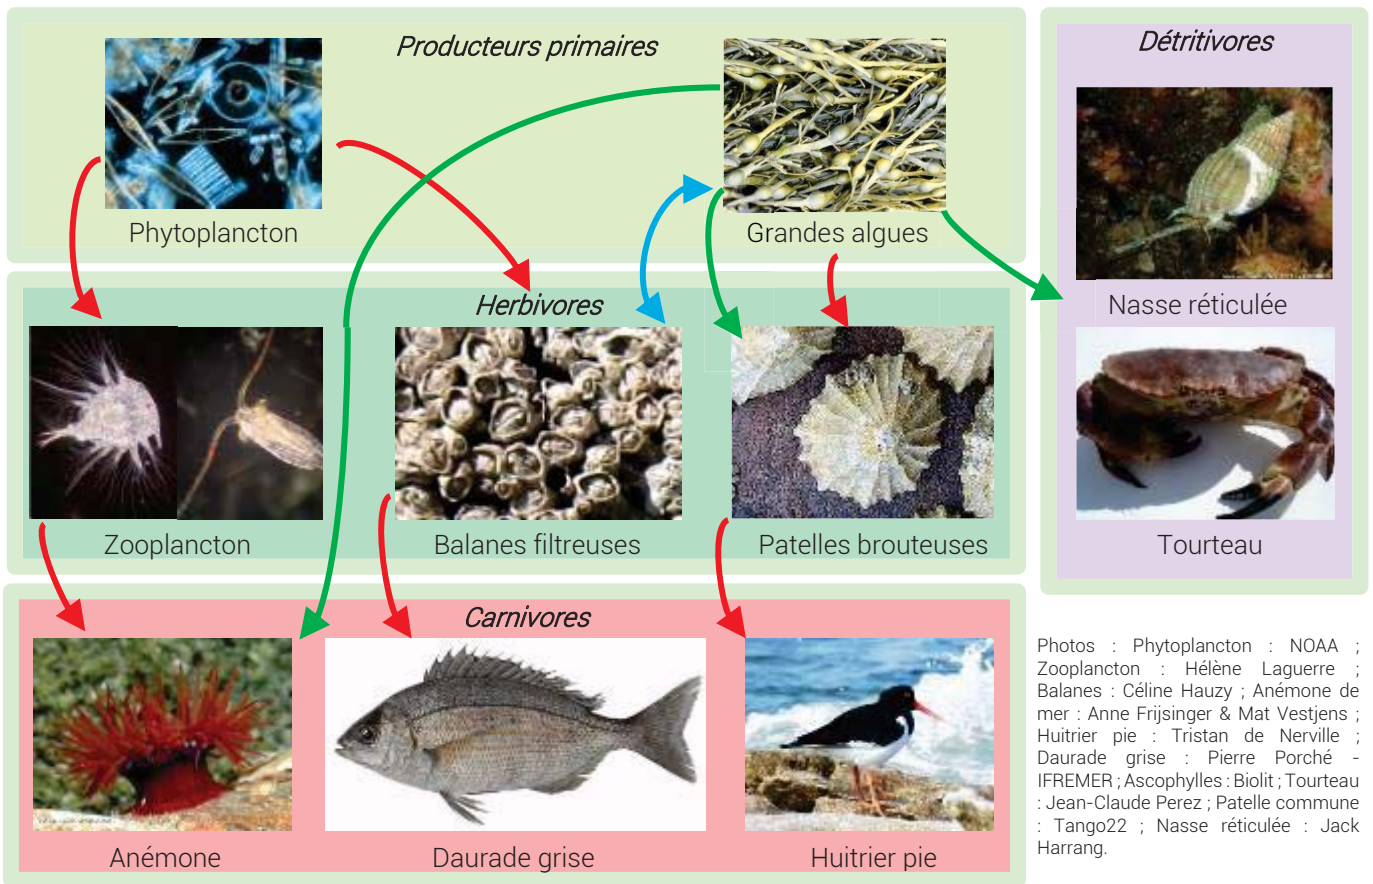 Producteurs primaires
Phytoplancton
Grandes algues
Herbivores
Zooplancton
Balanes filtreuses
Patelles brouteuses
Carnivores
Anémone
Daurade grise
Huitrier pie
Détritivores
Nasse réticulée
Tourteau
Photos : Phytoplancton : NOAA ;
Zooplancton : Hélène Laguerre ;
Balanes : Céline Hauzy ; Anémone de
mer : Anne Frijsinger & Mat Vestjens ;
Huitrier pie : Tristan de Nerville ;
Daurade grise : Pierre Porché -
IFREMER ; Ascophylles : Biolit ; Tourteau
: Jean-Claude Perez ; Patelle commune
: Tango22 ; Nasse réticulée : Jack
Harrang.